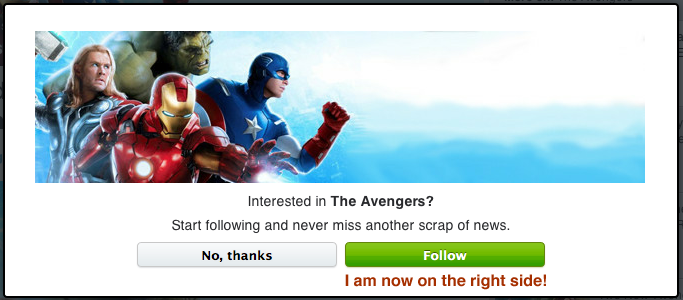 Interested in The Avengers?
Start following and never miss another scrap of news.
No, thanks
Follow
I am now on the right side!